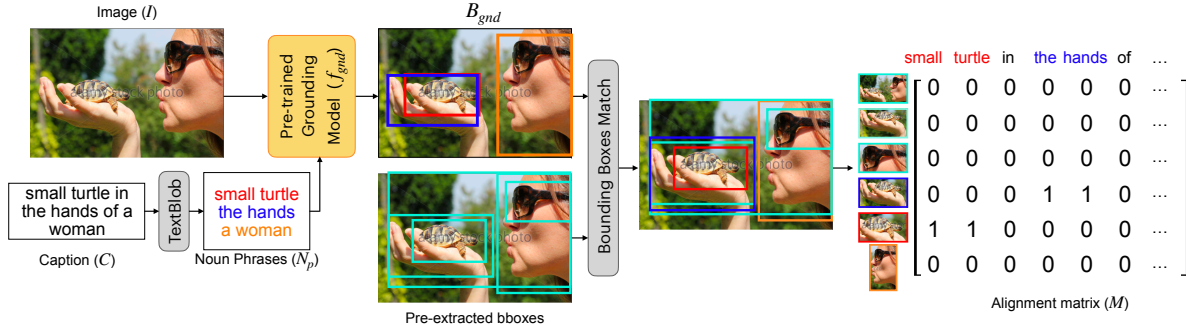 Image (I)
B_gnd
Pre-trained
Grounding
Model (f_gnd)
small turtle in
the hands of a
woman
Caption (C)
TextBlob
small turtle
the hands
a woman
Noun Phrases (N_p)
Pre-extracted bboxes
Bounding Boxes Match
small turtle in the hands of ...
0 0 0 0 0 0 ...
0 0 0 0 0 0 ...
0 0 0 0 0 0 ...
0 0 0 1 1 0 ...
1 1 0 0 0 0 ...
0 0 0 0 0 0 ...
Alignment matrix (M)